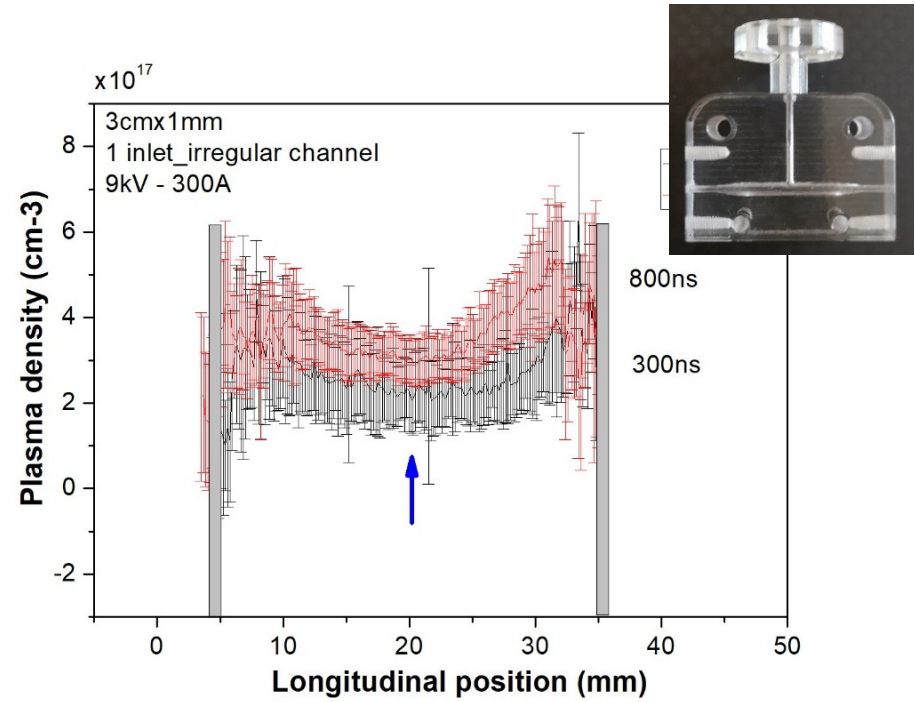 x10^17
3cmx1mm
1 inlet_irregular channel
9kV - 300A
8
6
4
2
0
-2
Plasma density (cm-3)
800ns
300ns
0 10 20 30 40 50
Longitudinal position (mm)